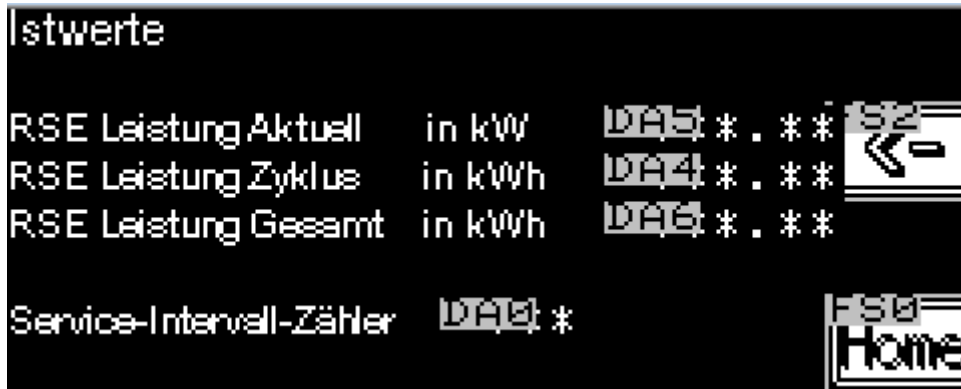 Istwerte
RSE Leistung Aktuell in kW DA5 *.** FS2
«-
RSE Leistung Zyklus in kWh DA4 *.**
RSE Leistung Gesamt in kWh DA6 *.**
Service-Intervall-Zähler DA0 * FS0
Home